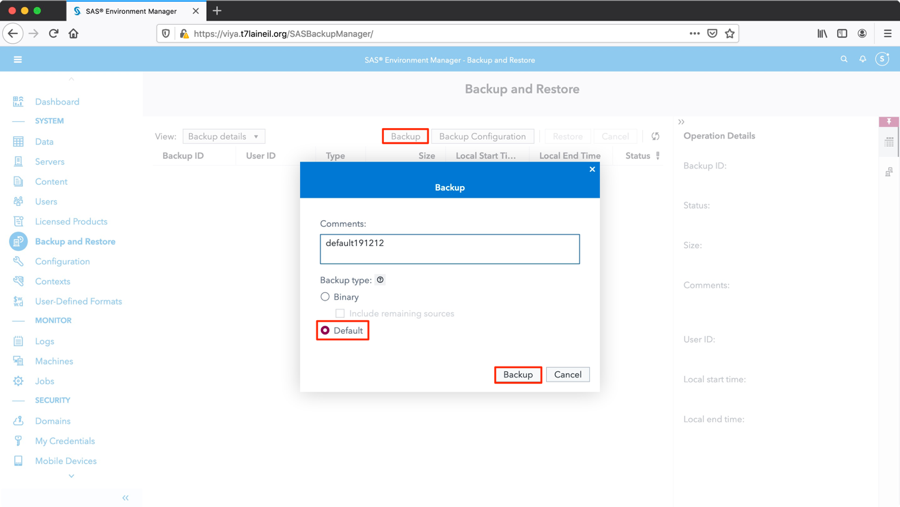 SAS® Environment Manager
https://viya.t7laineil.org/SASBackupManager/
SAS® Environment Manager - Backup and Restore
S
Backup and Restore
Dashboard
SYSTEM
Data
Servers
Content
Users
Licensed Products
Backup and Restore
Configuration
Contexts
User-Defined Formats
MONITOR
Logs
Machines
Jobs
SECURITY
Domains
My Credentials
Mobile Devices
View: Backup details
Backup Backup Configuration Restore Cancel
Backup ID User ID Type Size Local Start Ti... Local End Time Status
Backup
Comments:
default191212
Backup type:
Binary
Include remaining sources
Default
Backup Cancel
Operation Details
Backup ID:
Status:
Size:
Comments:
User ID:
Local start time:
Local end time: